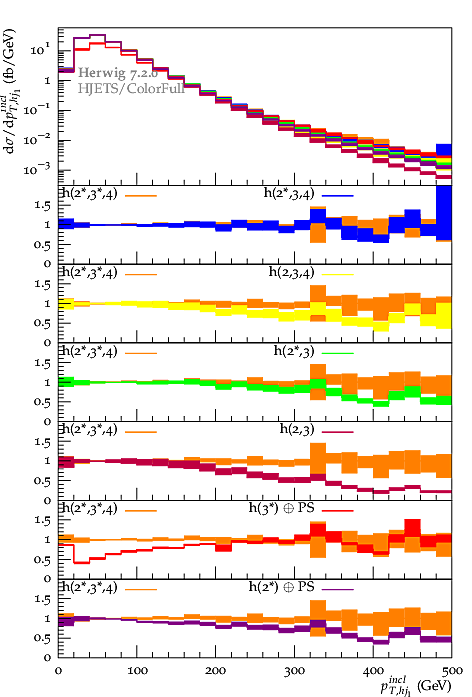 dσ/dp_{T,hj_1}^{incl} (fb/GeV)
10^1
1
10^{-1}
10^{-2}
10^{-3}
Herwig 7.2.0
HJETS/ColorFull
h(2*,3*,4) h(2*,3,4)
1.5
1
0.5
0
h(2*,3*,4) h(2,3,4)
1.5
1
0.5
0
h(2*,3*,4) h(2*,3)
1.5
1
0.5
0
h(2*,3*,4) h(2,3)
1.5
1
0.5
0
h(2*,3*,4) h(3*) ⊕ PS
1.5
1
0.5
0
h(2*,3*,4) h(2*) ⊕ PS
1.5
1
0.5
0
0 100 200 300 400 500
p_{T,hj_1}^{incl} (GeV)